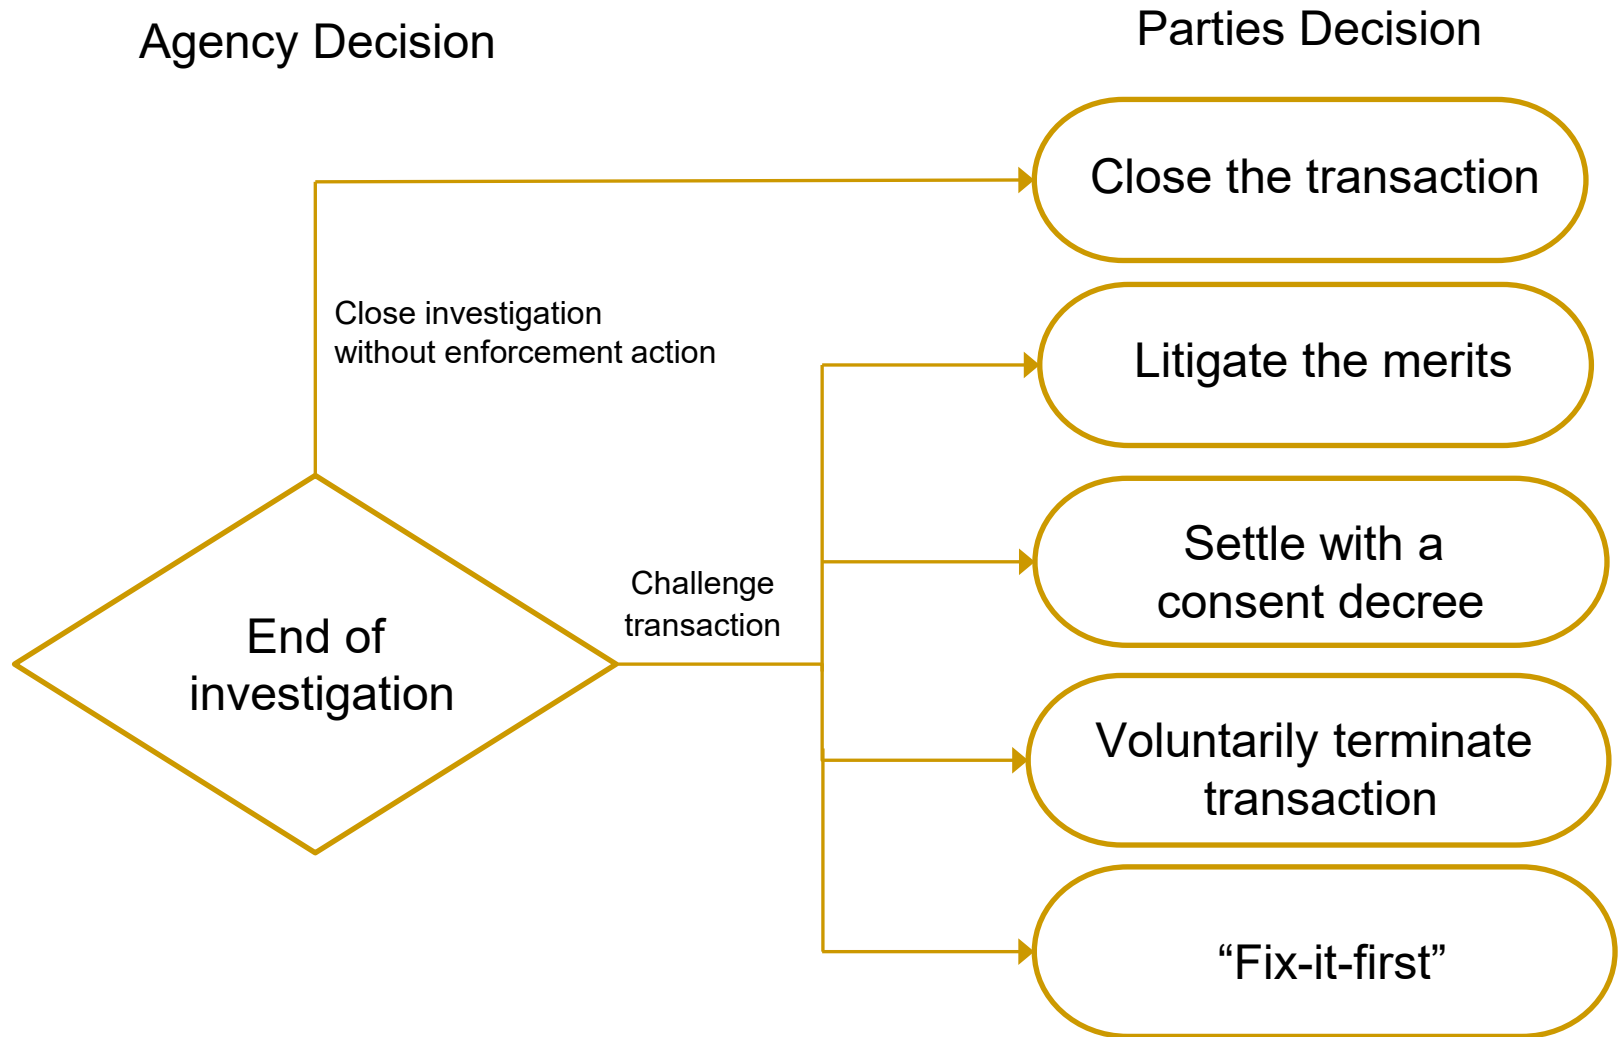 Agency Decision
Parties Decision
Close the transaction
Close investigation
without enforcement action
Litigate the merits
Challenge
transaction
Settle with a
consent decree
End of
investigation
Voluntarily terminate
transaction
“Fix-it-first”